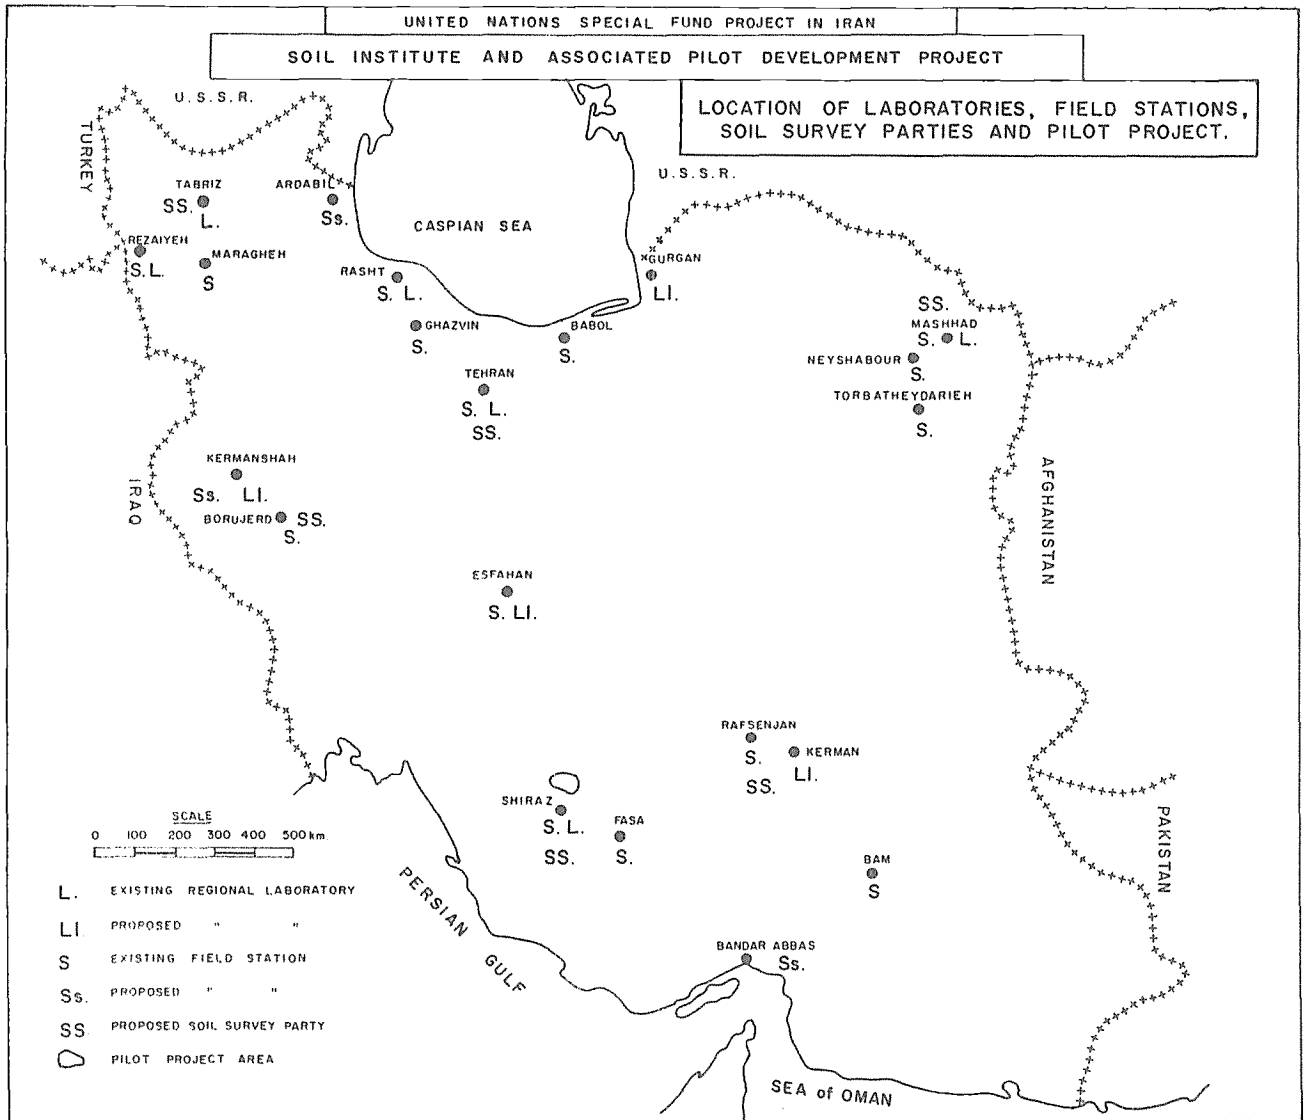 UNITED NATIONS SPECIAL FUND PROJECT IN IRAN
SOIL INSTITUTE AND ASSOCIATED PILOT DEVELOPMENT PROJECT
LOCATION OF LABORATORIES, FIELD STATIONS,
SOIL SURVEY PARTIES AND PILOT PROJECT.
U.S.S.R.
TURKEY
U.S.S.R.
TABRIZ
SS.
L.
ARDABIL
Ss.
CASPIAN SEA
REZAIYEH
S. L.
MARAGHEH
S
RASHT
S. L.
GURGAN
LI.
GHAZVIN
S.
BABOL
S.
SS.
MASHHAD
S. L.
NEYSHABOUR
S.
TEHRAN
S. L.
SS.
TORBATHEYDARIEH
S.
KERMANSHAH
Ss. LI.
IRAQ
BORUJERD SS.
S.
AFGHANISTAN
ESFAHAN
S. LI.
RAFSENJAN
S.
SS.
KERMAN
LI.
SHIRAZ
S. L.
SS.
FASA
S.
BAM
S
PAKISTAN
PERSIAN GULF
BANDAR ABBAS
Ss.
SEA of OMAN
SCALE
0 100 200 300 400 500 km.
L. EXISTING REGIONAL LABORATORY
LI. PROPOSED " "
S EXISTING FIELD STATION
Ss. PROPOSED " "
SS. PROPOSED SOIL SURVEY PARTY
PILOT PROJECT AREA